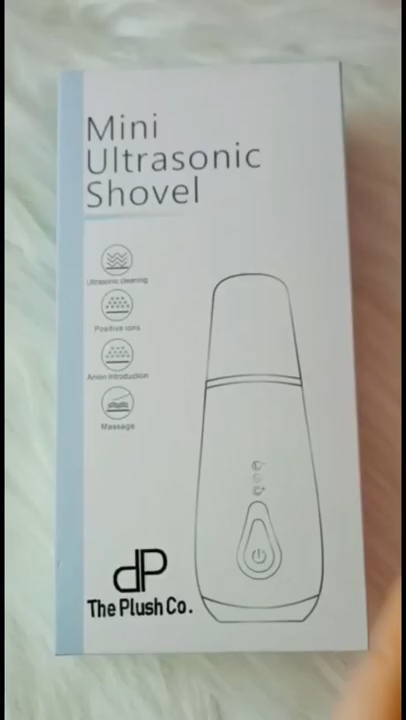 Mini
Ultrasonic
Shovel
Ultrasonic cleaning
Positive ions
Anion introduction
Massage
dP
The Plush Co.